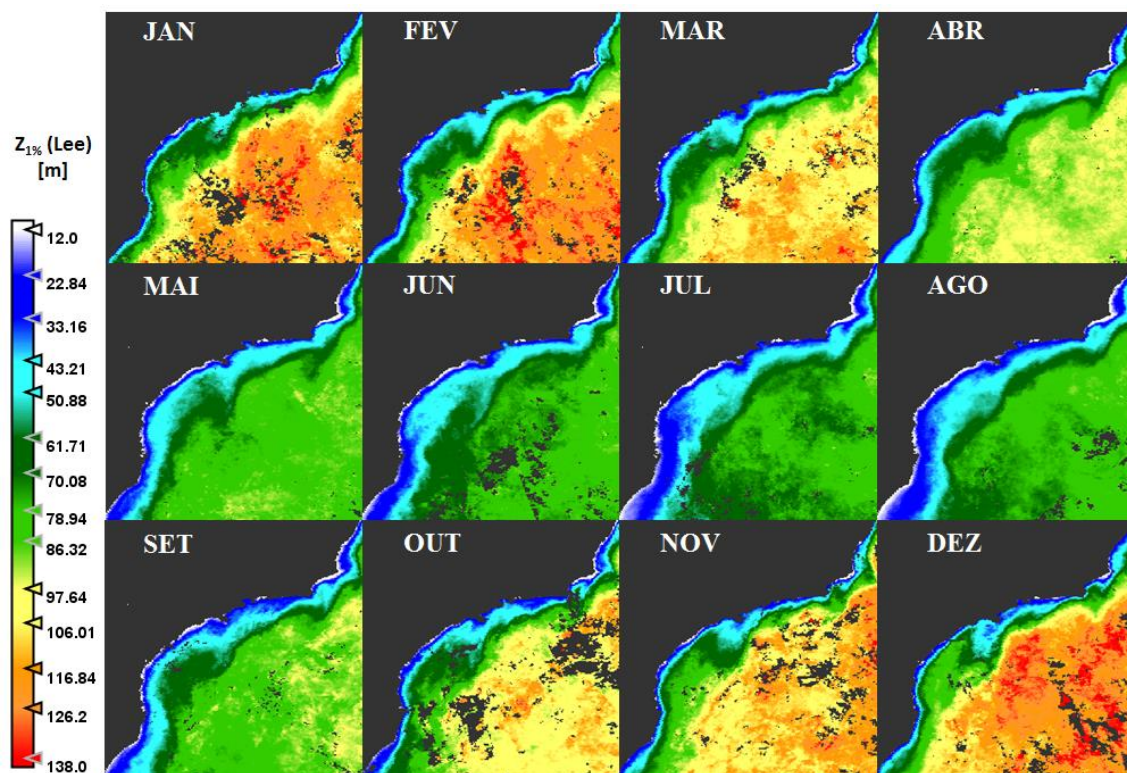 JAN
FEV
MAR
ABR
Z1% (Lee)
[m]
12.0
22.84
33.16
43.21
50.88
61.71
70.08
78.94
86.32
97.64
106.01
116.84
126.2
138.0
MAI
JUN
JUL
AGO
SET
OUT
NOV
DEZ